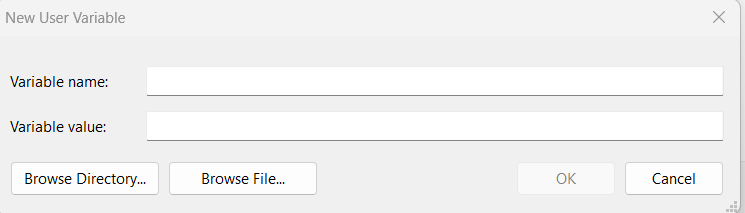 New User Variable
Variable name:
Variable value:
Browse Directory... Browse File... OK Cancel